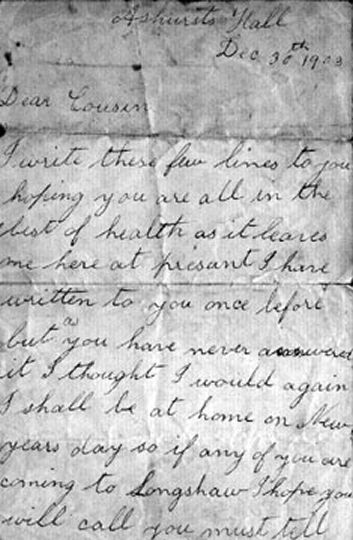 Ashursts Hall
Dec 30th 1903
Dear Cousin
I write these few lines to you
hoping you are all in the
best of health as it leaves
me here at presant I have
written to you once before
but as you have never answered
it I thought I would again
I shall be at home on New
years day so if any of you are
coming to Longshaw I hope you
will call you must tell